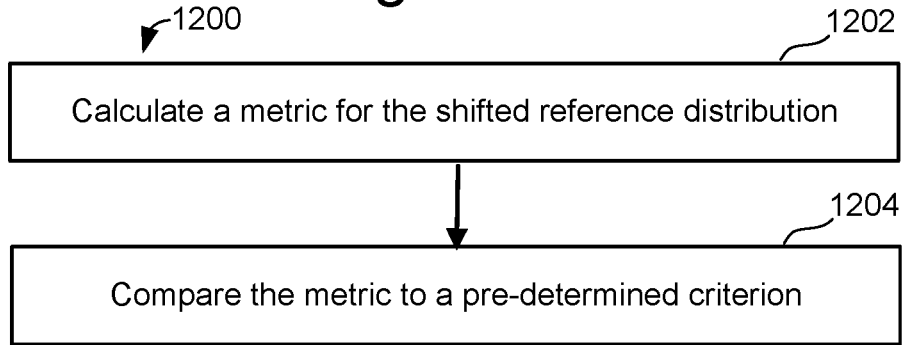 1200
1202
Calculate a metric for the shifted reference distribution
1204
Compare the metric to a pre-determined criterion